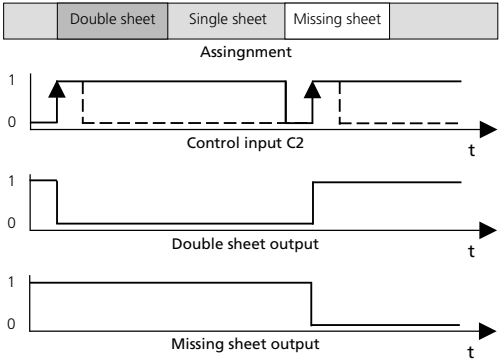 Double sheet Single sheet Missing sheet
Assingnment
1
0
Control input C2
t
1
0
Double sheet output
t
1
0
Missing sheet output
t